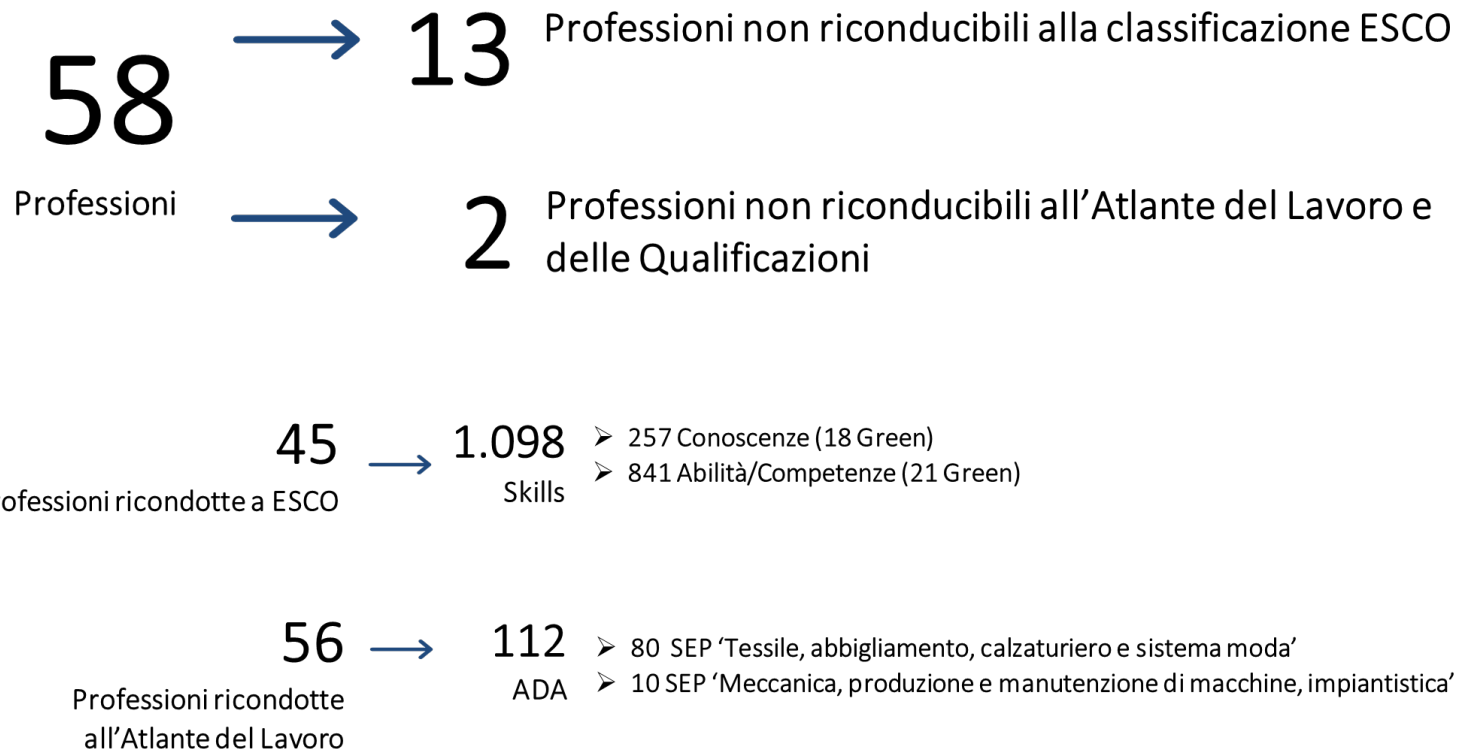 58
Professioni
13
Professioni non riconducibili alla classificazione ESCO
2
Professioni non riconducibili all’Atlante del Lavoro e
delle Qualificazioni
45
ofessioni ricondotte a ESCO
1.098
Skills
➢ 257 Conoscenze (18 Green)
➢ 841 Abilità/Competenze (21 Green)
56
Professioni ricondotte
all’Atlante del Lavoro
112
ADA
➢ 80 SEP ‘Tessile, abbigliamento, calzaturiero e sistema moda’
➢ 10 SEP ‘Meccanica, produzione e manutenzione di macchine, impiantistica’